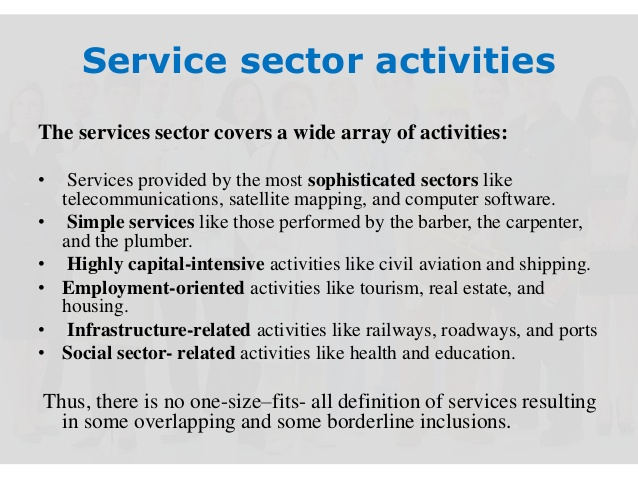 Service sector activities
The services sector covers a wide array of activities:
• Services provided by the most sophisticated sectors like
telecommunications, satellite mapping, and computer software.
• Simple services like those performed by the barber, the carpenter,
and the plumber.
• Highly capital-intensive activities like civil aviation and shipping.
• Employment-oriented activities like tourism, real estate, and
housing.
• Infrastructure-related activities like railways, roadways, and ports
• Social sector- related activities like health and education.
Thus, there is no one-size–fits- all definition of services resulting
in some overlapping and some borderline inclusions.